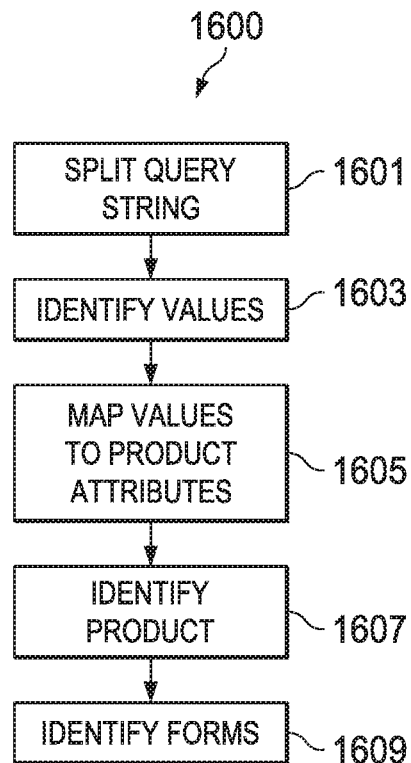 1600
SPLIT QUERY
STRING
1601
IDENTIFY VALUES
1603
MAP VALUES
TO PRODUCT
ATTRIBUTES
1605
IDENTIFY
PRODUCT
1607
IDENTIFY FORMS
1609